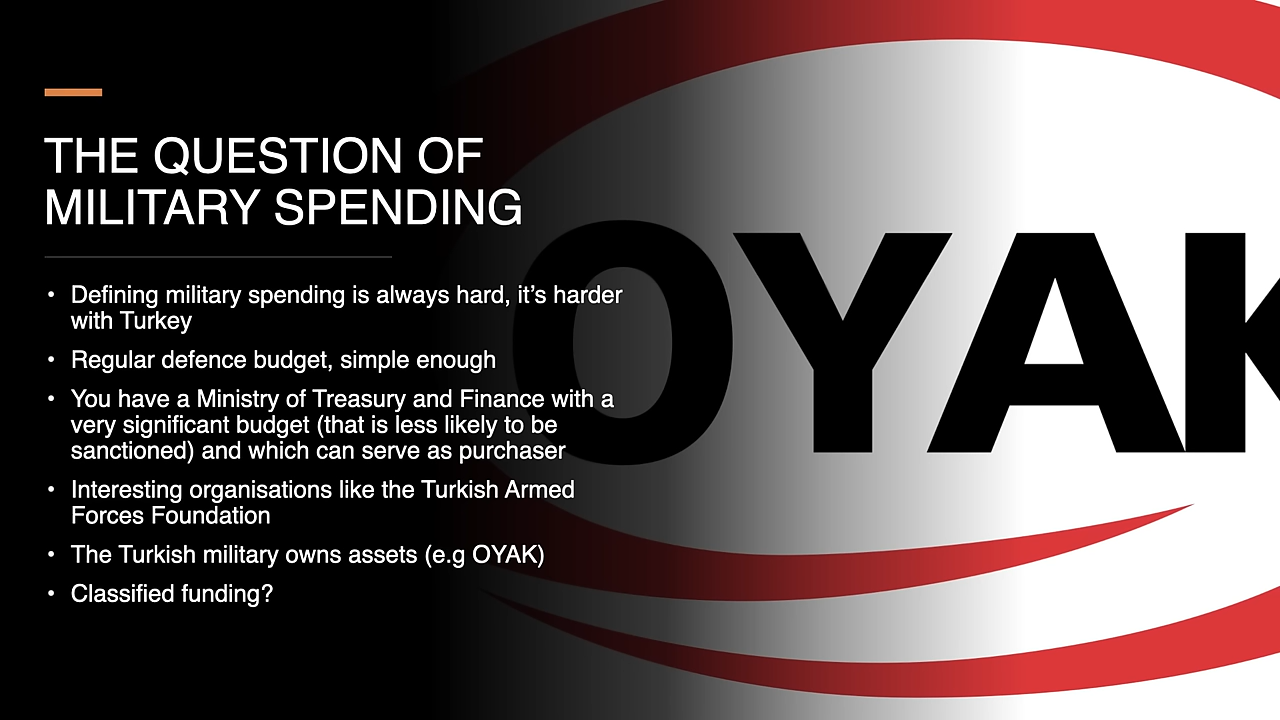 THE QUESTION OF
MILITARY SPENDING
• Defining military spending is always hard, it’s harder
with Turkey
• Regular defence budget, simple enough
• You have a Ministry of Treasury and Finance with a
very significant budget (that is less likely to be
sanctioned) and which can serve as purchaser
• Interesting organisations like the Turkish Armed
Forces Foundation
• The Turkish military owns assets (e.g OYAK)
• Classified funding?
OYAK